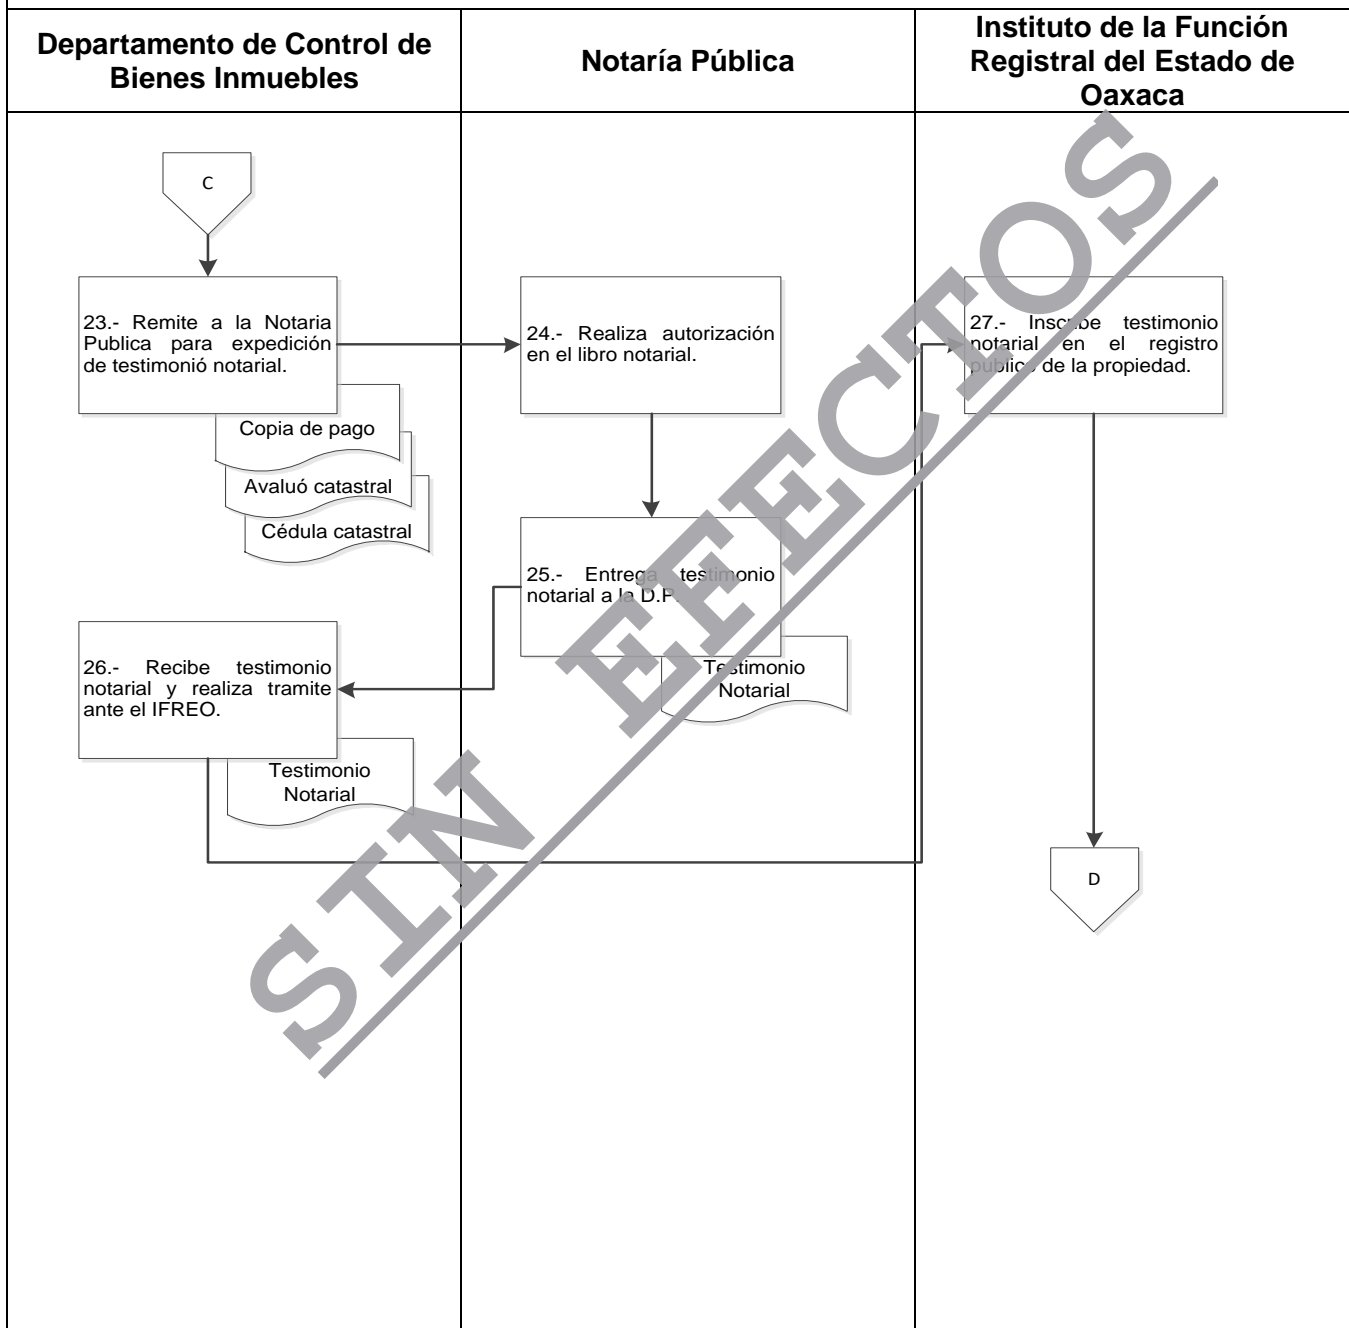 Departamento de Control de
Bienes Inmuebles
Notaría Pública
Instituto de la Función
Registral del Estado de
Oaxaca
C
23.- Remite a la Notaria
Publica para expedición
de testimonió notarial.
Copia de pago
Avaluó catastral
Cédula catastral
24.- Realiza autorización
en el libro notarial.
25.- Entrega testimonio
notarial a la D.P.
Testimonio
Notarial
26.- Recibe testimonio
notarial y realiza tramite
ante el IFREO.
Testimonio
Notarial
27.- Inscribe testimonio
notarial en el registro
publico de la propiedad.
D
SIN EFECTOS